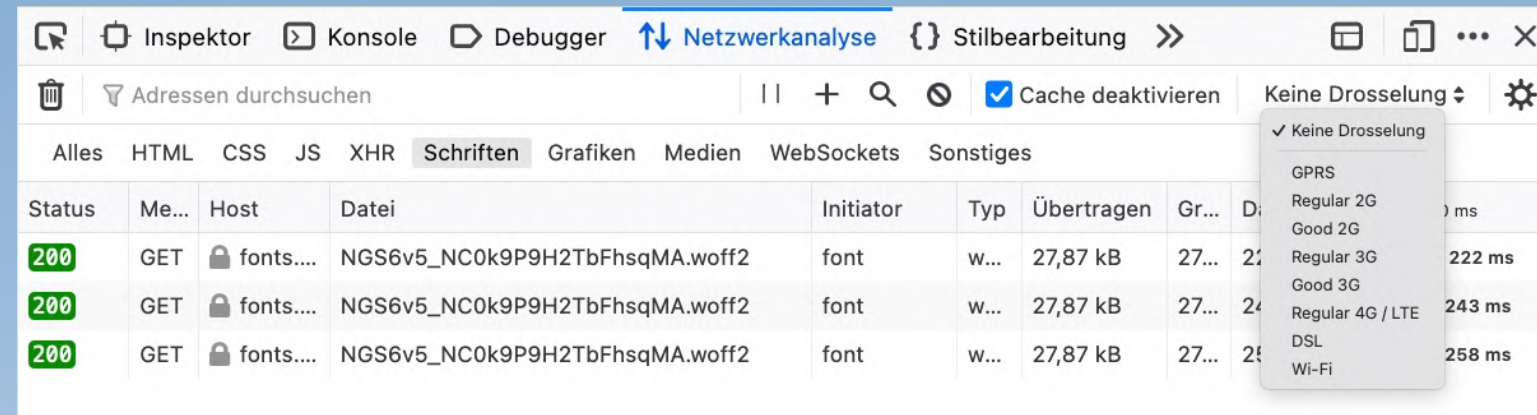 Inspektor Konsole Debugger Netzwerkanalyse {} Stilbearbeitung
Adressen durchsuchen Cache deaktivieren Keine Drosselung
Alles HTML CSS JS XHR Schriften Grafiken Medien WebSockets Sonstiges
Status Me... Host Datei Initiator Typ Übertragen Gr...
200 GET fonts.... NGS6v5_NC0k9P9H2TbFhsqMA.woff2 font w... 27,87 kB 27... 222 ms
200 GET fonts.... NGS6v5_NC0k9P9H2TbFhsqMA.woff2 font w... 27,87 kB 27... 243 ms
200 GET fonts.... NGS6v5_NC0k9P9H2TbFhsqMA.woff2 font w... 27,87 kB 27... 258 ms
Keine Drosselung
GPRS
Regular 2G
Good 2G
Regular 3G
Good 3G
Regular 4G / LTE
DSL
Wi-Fi